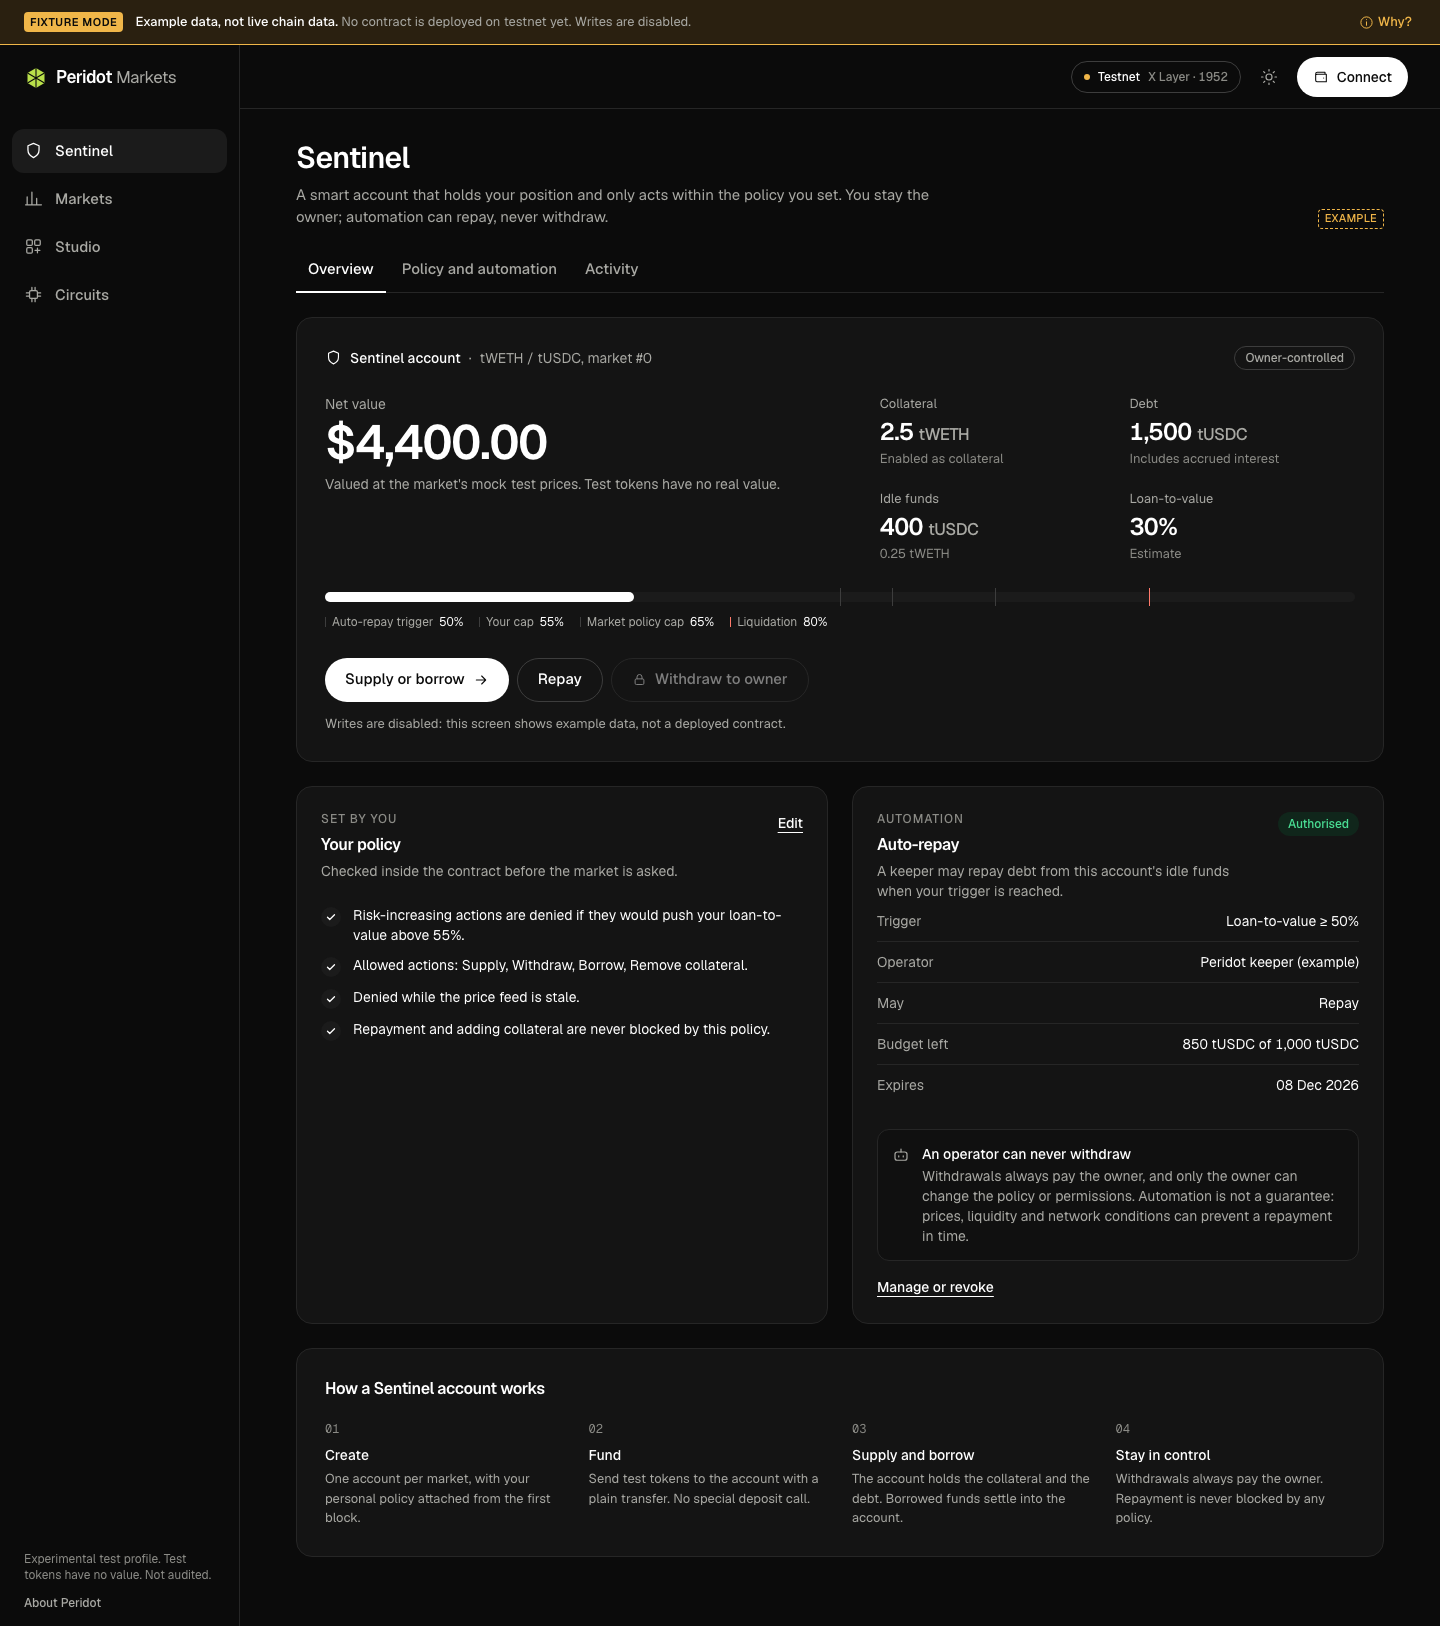 FIXTURE MODE Example data, not live chain data. No contract is deployed on testnet yet. Writes are disabled. Why?
Peridot Markets
Testnet X Layer · 1952
Connect
Sentinel
Markets
Studio
Circuits
Sentinel
A smart account that holds your position and only acts within the policy you set. You stay the
owner; automation can repay, never withdraw.
EXAMPLE
Overview Policy and automation Activity
Sentinel account · tWETH / tUSDC, market #0
Owner-controlled
Net value
$4,400.00
Valued at the market's mock test prices. Test tokens have no real value.
Collateral
2.5 tWETH
Enabled as collateral
Debt
1,500 tUSDC
Includes accrued interest
Idle funds
400 tUSDC
0.25 tWETH
Loan-to-value
30%
Estimate
Auto-repay trigger 50% Your cap 55% Market policy cap 65% Liquidation 80%
Supply or borrow → Repay Withdraw to owner
Writes are disabled: this screen shows example data, not a deployed contract.
SET BY YOU
Your policy
Edit
Checked inside the contract before the market is asked.
Risk-increasing actions are denied if they would push your loan-to-
value above 55%.
Allowed actions: Supply, Withdraw, Borrow, Remove collateral.
Denied while the price feed is stale.
Repayment and adding collateral are never blocked by this policy.
AUTOMATION
Auto-repay
Authorised
A keeper may repay debt from this account's idle funds
when your trigger is reached.
Trigger Loan-to-value ≥ 50%
Operator Peridot keeper (example)
May Repay
Budget left 850 tUSDC of 1,000 tUSDC
Expires 08 Dec 2026
An operator can never withdraw
Withdrawals always pay the owner, and only the owner can
change the policy or permissions. Automation is not a guarantee:
prices, liquidity and network conditions can prevent a repayment
in time.
Manage or revoke
How a Sentinel account works
01
Create
One account per market, with your
personal policy attached from the first
block.
02
Fund
Send test tokens to the account with a
plain transfer. No special deposit call.
03
Supply and borrow
The account holds the collateral and the
debt. Borrowed funds settle into the
account.
04
Stay in control
Withdrawals always pay the owner.
Repayment is never blocked by any
policy.
Experimental test profile. Test
tokens have no value. Not audited.
About Peridot